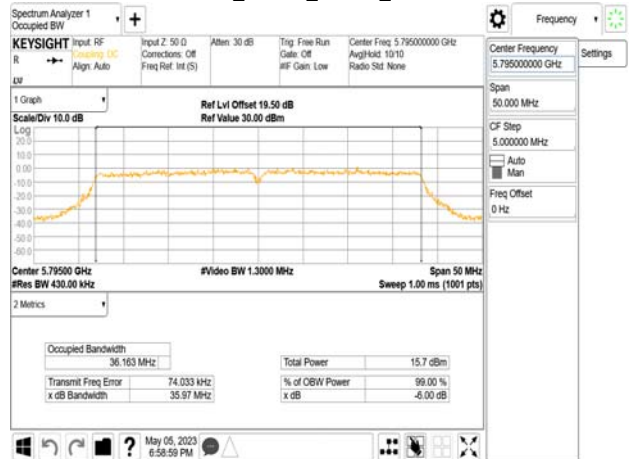 Spectrum Analyzer 1
Occupied BW
+
Frequency
KEYSIGHT
R
Input: RF
Coupling: DC
Align: Auto
Input Z: 50 Ω
Corrections: Off
Freq Ref: Int (S)
Atten: 30 dB
Trig: Free Run
Gate: Off
#IF Gain: Low
Center Freq: 5.795000000 GHz
Avg|Hold: 10/10
Radio Std: None
Center Frequency
5.795000000 GHz
Settings
Span
50.000 MHz
CF Step
5.000000 MHz
Auto
Man
Freq Offset
0 Hz
1 Graph
Scale/Div 10.0 dB
Ref Lvl Offset 19.50 dB
Ref Value 30.00 dBm
Log
20.0
10.0
0.00
-10.0
-20.0
-30.0
-40.0
-50.0
-60.0
Center 5.79500 GHz
#Video BW 1.3000 MHz
Span 50 MHz
#Res BW 430.00 kHz
Sweep 1.00 ms (1001 pts)
2 Metrics
Occupied Bandwidth
36.163 MHz
Total Power 15.7 dBm
Transmit Freq Error 74.033 kHz
% of OBW Power 99.00 %
x dB Bandwidth 35.97 MHz
x dB -6.00 dB
?
May 05, 2023
6:58:59 PM